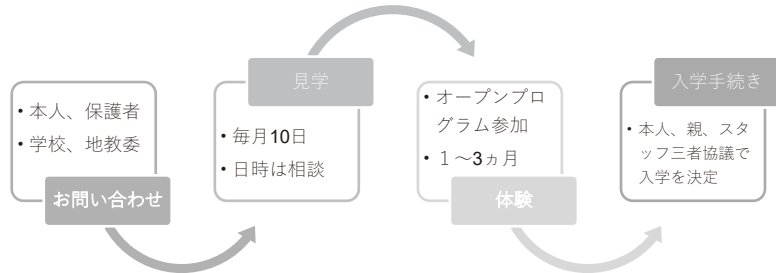 ・本人、保護者
・学校、地教委
お問い合わせ
見学
・毎月10日
・日時は相談
・オープンプロ
グラム参加
・１～3ヵ月
体験
入学手続き
・本人、親、スタ
ッフ三者協議で
入学を決定